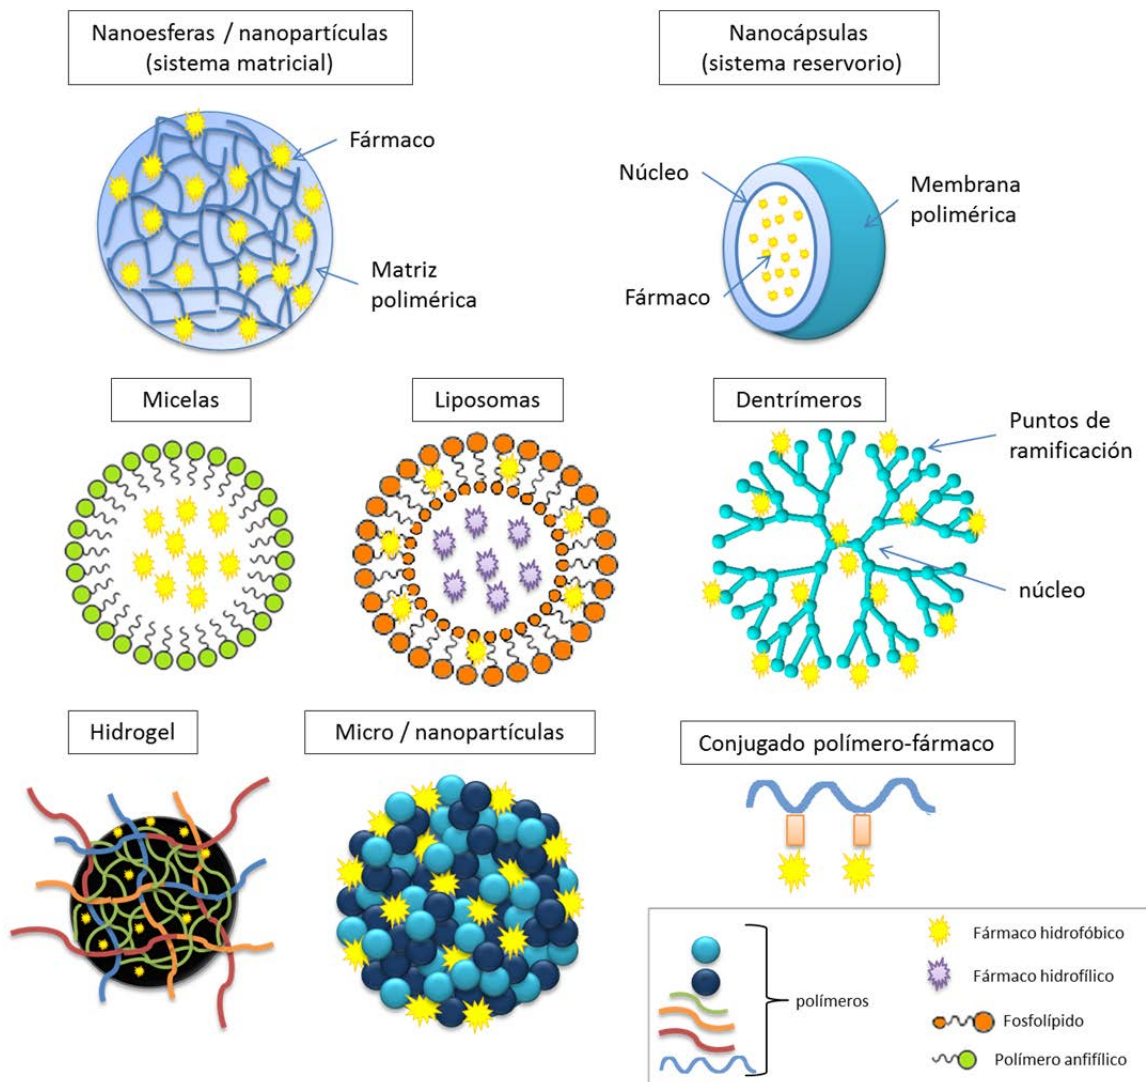 Nanoesferas / nanopartículas
(sistema matricial)
Nanocápsulas
(sistema reservorio)
Fármaco
Matriz
polimérica
Núcleo
Fármaco
Membrana
polimérica
Micelas
Liposomas
Dentrímeros
Puntos de
ramificación
núcleo
Hidrogel
Micro / nanopartículas
Conjugado polímero-fármaco
polímeros
Fármaco hidrofóbico
Fármaco hidrofílico
Fosfolípido
Polímero anfifílico